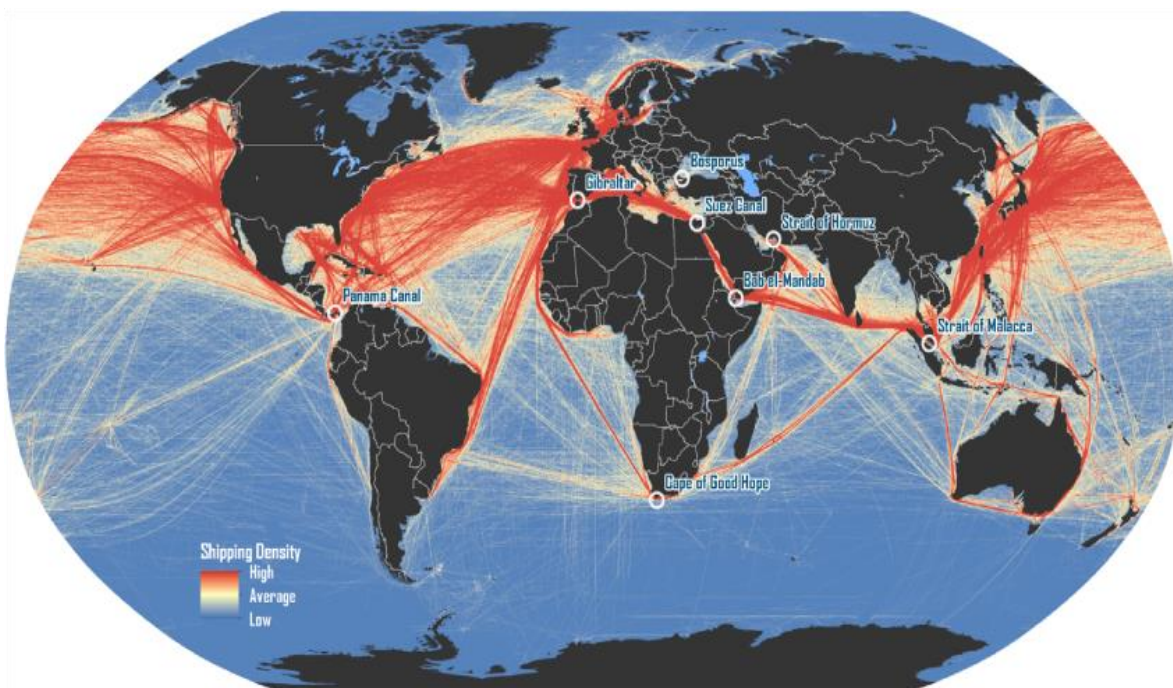 Bosporus
Gibraltar
Suez Canal
Strait of Hormuz
Bab el-Mandab
Panama Canal
Strait of Malacca
Cape of Good Hope
Shipping Density
High
Average
Low